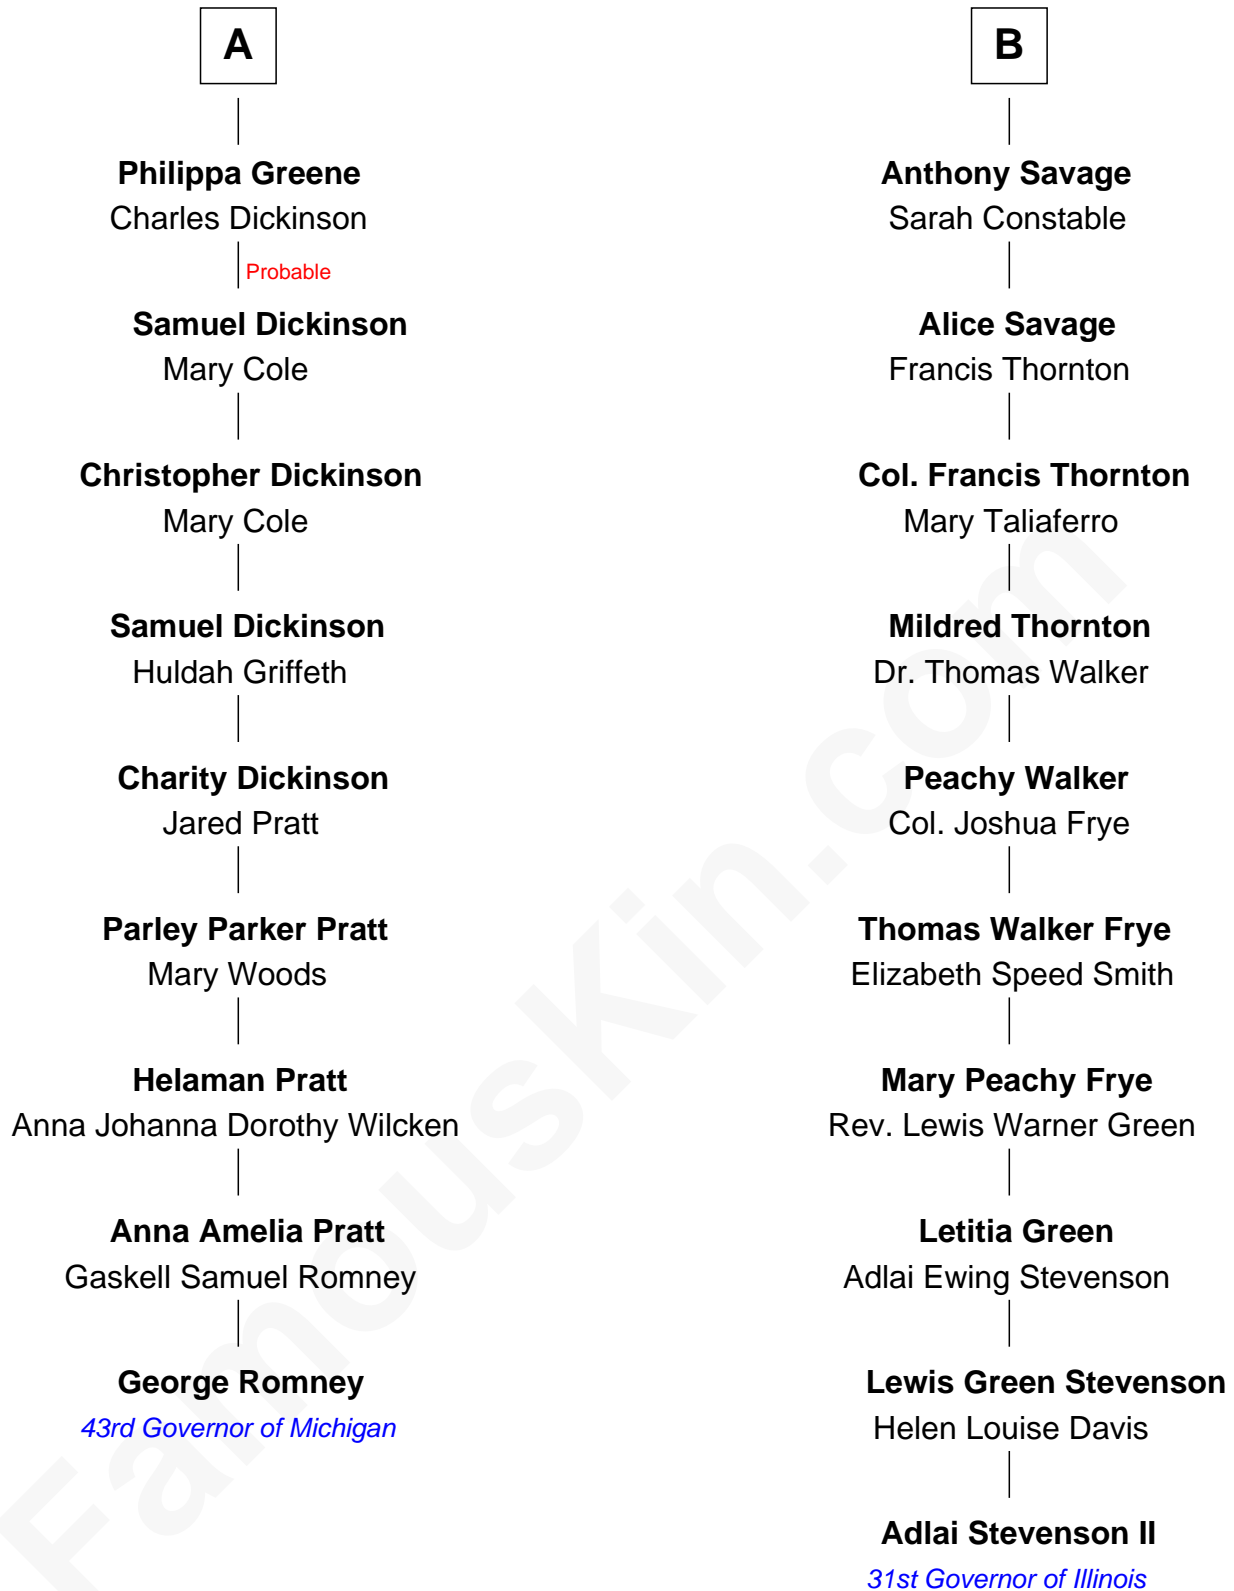 A
Philippa Greene
Charles Dickinson
Probable
Samuel Dickinson
Mary Cole
Christopher Dickinson
Mary Cole
Samuel Dickinson
Huldah Griffeth
Charity Dickinson
Jared Pratt
Parley Parker Pratt
Mary Woods
Helaman Pratt
Anna Johanna Dorothy Wilcken
Anna Amelia Pratt
Gaskell Samuel Romney
George Romney
43rd Governor of Michigan
B
Anthony Savage
Sarah Constable
Alice Savage
Francis Thornton
Col. Francis Thornton
Mary Taliaferro
Mildred Thornton
Dr. Thomas Walker
Peachy Walker
Col. Joshua Frye
Thomas Walker Frye
Elizabeth Speed Smith
Mary Peachy Frye
Rev. Lewis Warner Green
Letitia Green
Adlai Ewing Stevenson
Lewis Green Stevenson
Helen Louise Davis
Adlai Stevenson II
31st Governor of Illinois
FamousKin.com